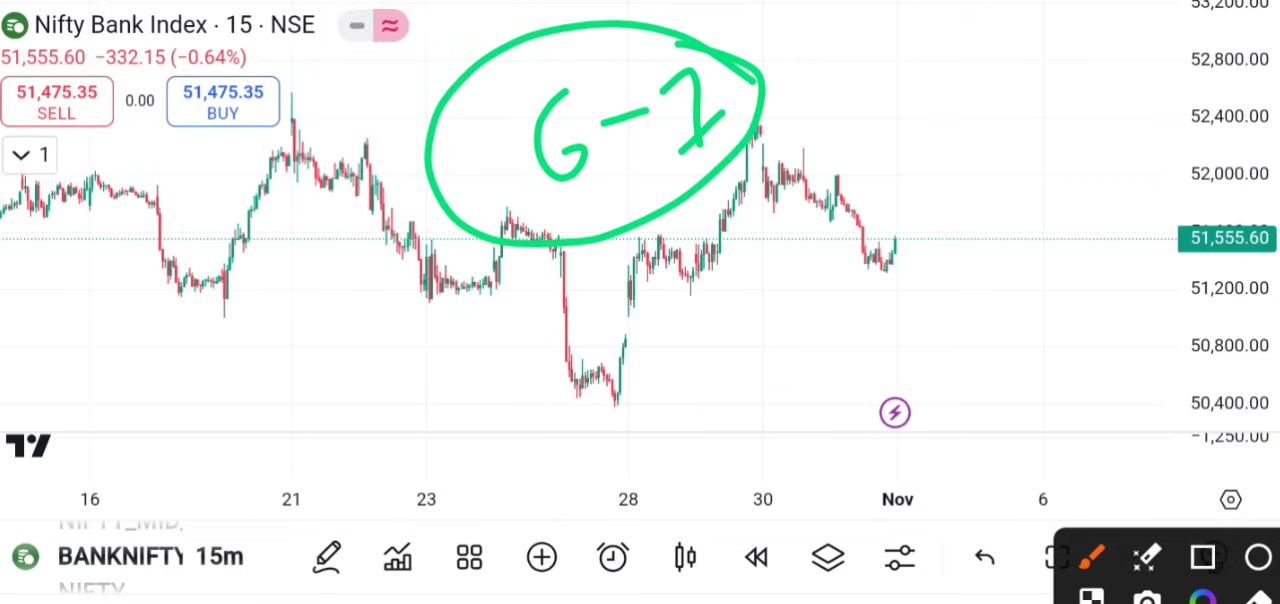 53,200.00
Nifty Bank Index · 15 · NSE
51,555.60 −332.15 (−0.64%)
52,800.00
51,475.35 0.00 51,475.35
SELL BUY
52,400.00
1
52,000.00
51,555.60
51,200.00
50,800.00
50,400.00
−1,250.00
16 21 23 28 30 Nov 6
NIFTY_MID.
BANKNIFTY 15m
NIFTY